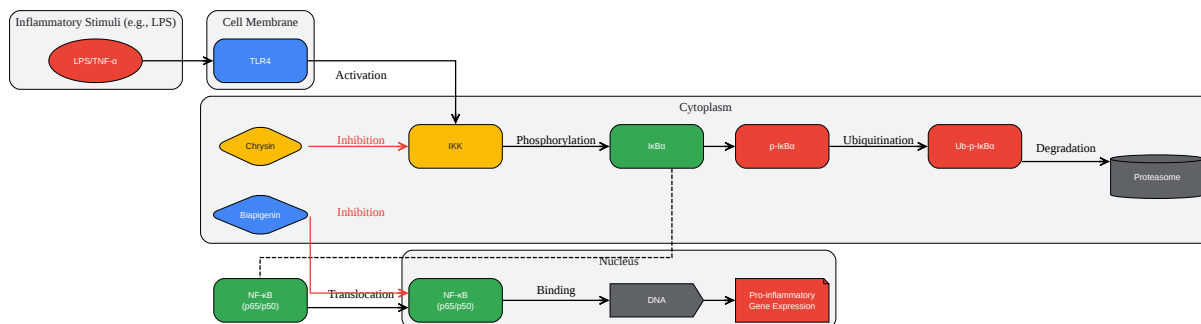 Inflammatory Stimuli (e.g., LPS)
Cell Membrane
LPS/TNF-α
TLR4
Activation
Cytoplasm
Chrysin
Inhibition
IKK
Phosphorylation
IκBα
p-IκBα
Ubiquitination
Ub-p-IκBα
Degradation
Proteasome
Biapigenin
Inhibition
Nucleus
NF-κB
(p65/p50)
Translocation
NF-κB
(p65/p50)
Binding
DNA
Pro-inflammatory
Gene Expression